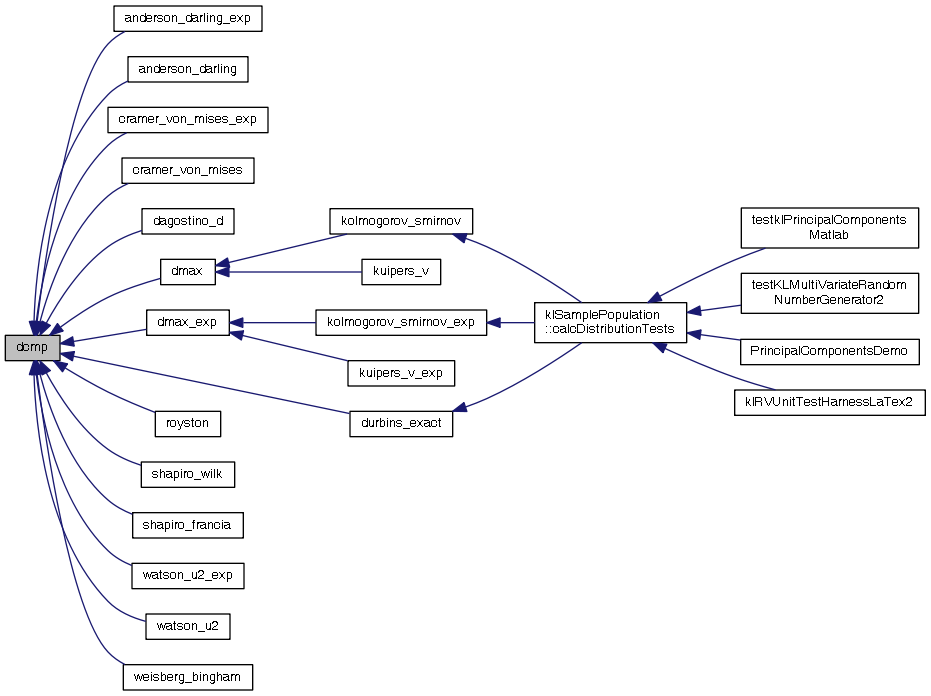 anderson_darling_exp
anderson_darling
cramer_von_mises_exp
cramer_von_mises
dagostino_d
dmax
dmax_exp
dcmp
durbins_exact
royston
shapiro_wilk
shapiro_francia
watson_u2_exp
watson_u2
weisberg_bingham
kolmogorov_smirnov
kuipers_v
kolmogorov_smirnov_exp
kuipers_v_exp
klSamplePopulation
::calcDistributionTests
testklPrincipalComponents
Matlab
testKLMultiVariateRandom
NumberGenerator2
PrincipalComponentsDemo
klRVUnitTestHarnessLaTex2